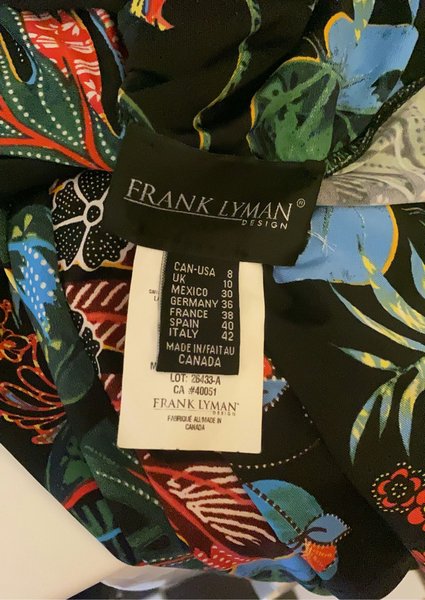 FRANK LYMAN®
DESIGN
CAN-USA 8
UK 10
MEXICO 30
GERMANY 36
FRANCE 38
SPAIN 40
ITALY 42
MADE IN/FAIT AU
CANADA
LOT: 26433-A
CA #40051
FRANK LYMAN
DESIGN
FABRIQUÉ AU/MADE IN
CANADA